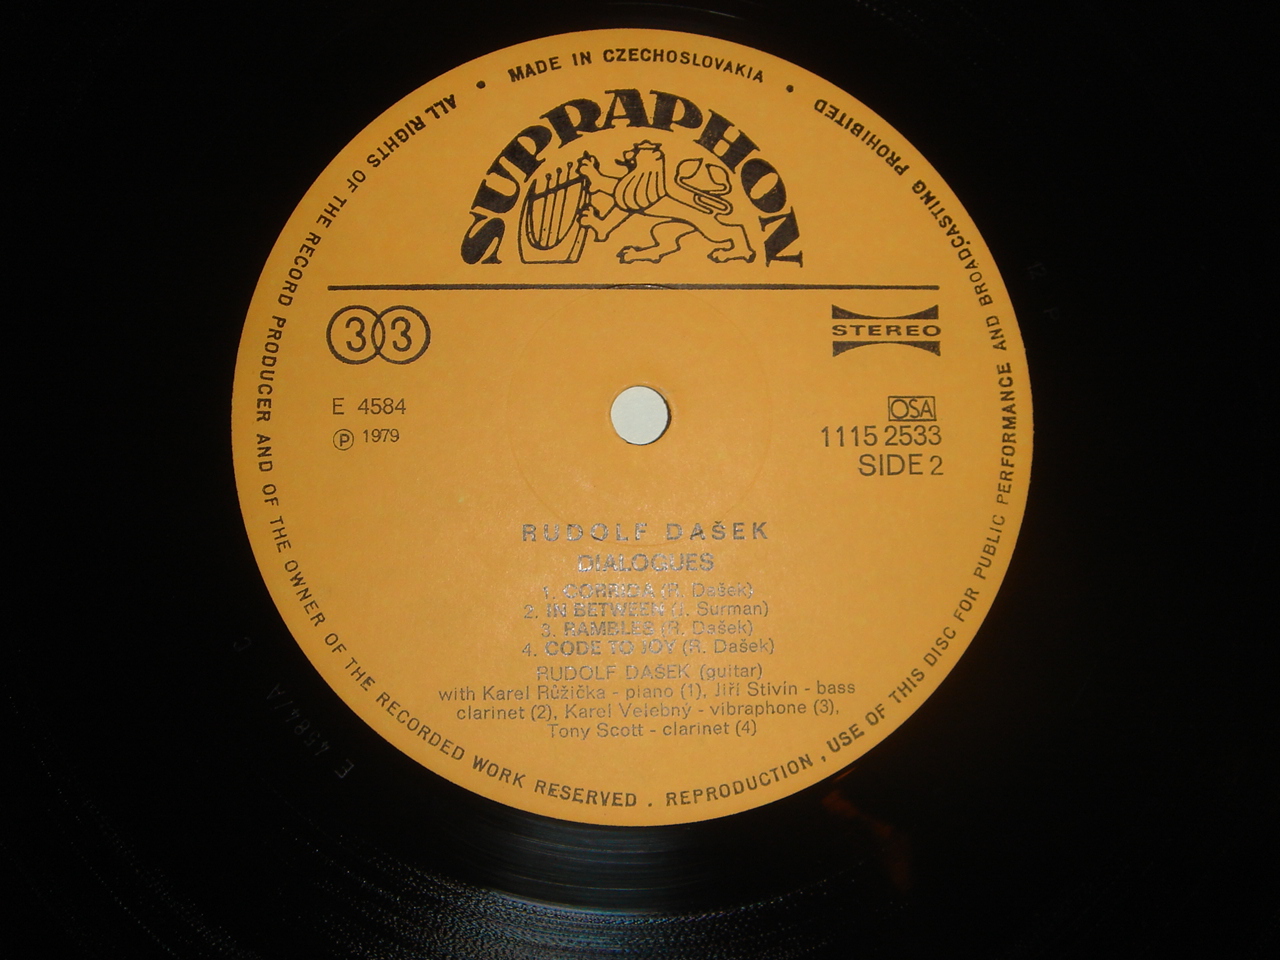 ALL RIGHTS OF THE RECORD PRODUCER AND OF THE OWNER OF THE RECORDED WORK RESERVED . REPRODUCTION , USE OF THIS DISC FOR PUBLIC PERFORMANCE AND BROADCASTING PROHIBITED
• MADE IN CZECHOSLOVAKIA •
SUPRAPHON
33
STEREO
E 4584
Ⓟ 1979
OSA
1115 2533
SIDE 2
RUDOLF DAŠEK
DIALOGUES
1. CORRIDA (R. Dašek)
2. IN BETWEEN (J. Surman)
3. RAMBLES (R. Dašek)
4. CODE TO JOY (R. Dašek)
RUDOLF DAŠEK (guitar)
with Karel Růžička - piano (1), Jiří Stivín - bass
clarinet (2), Karel Velebný - vibraphone (3),
Tony Scott - clarinet (4)
E 4584/A